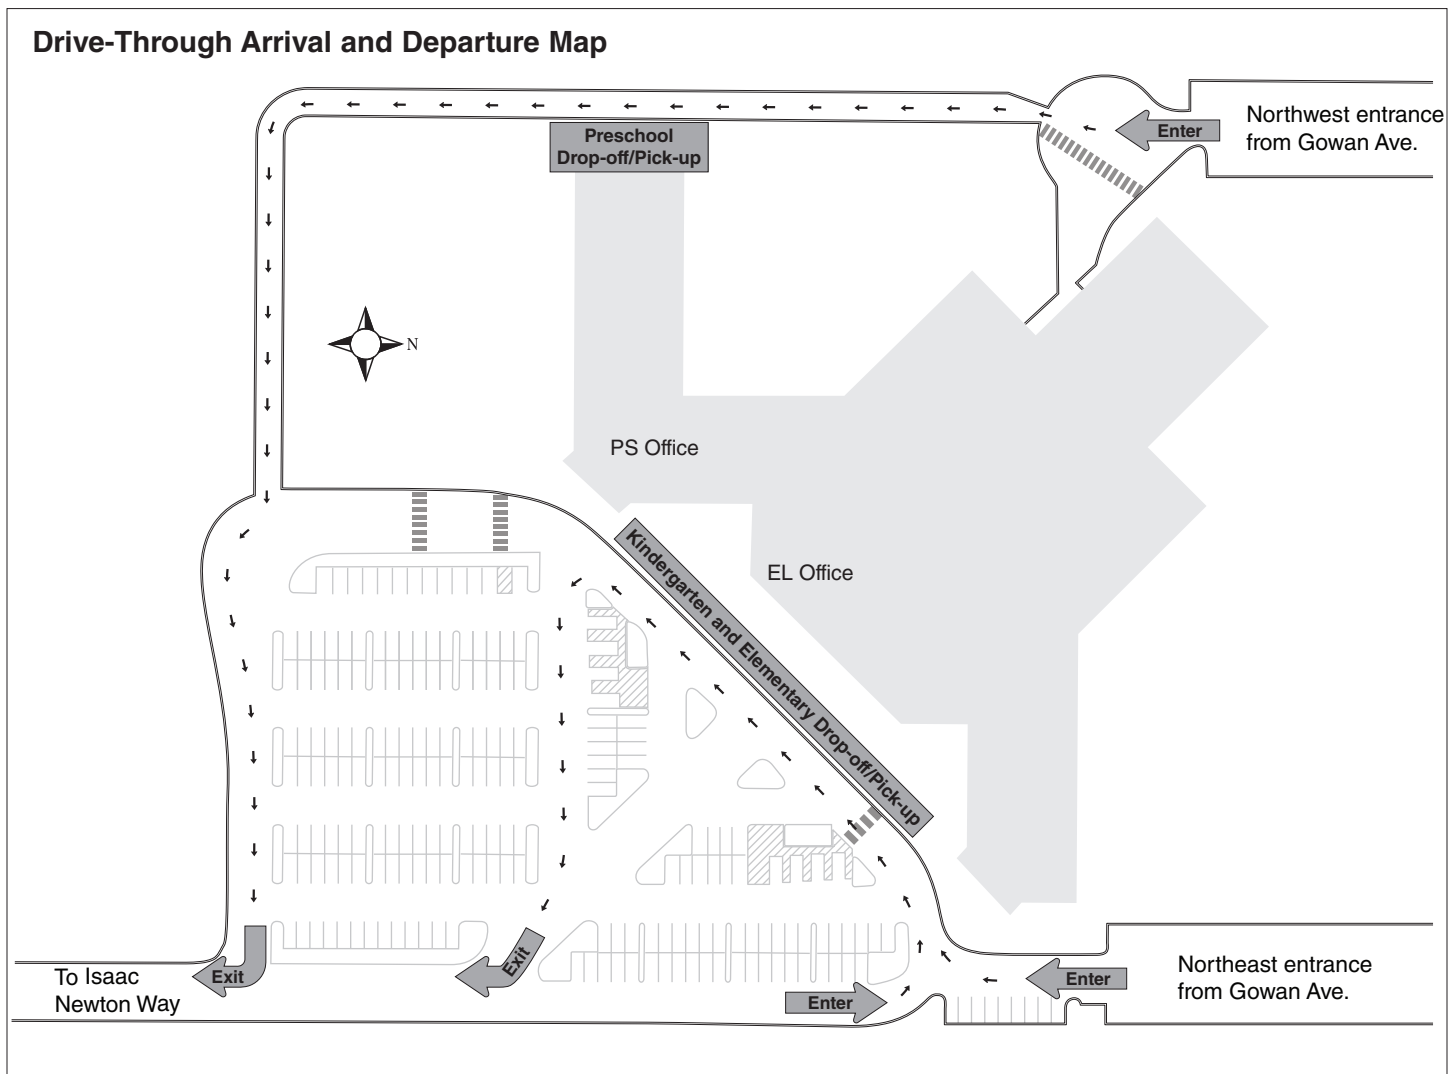 Drive-Through Arrival and Departure Map
Northwest entrance
from Gowan Ave.
Enter
Preschool
Drop-off/Pick-up
N
PS Office
EL Office
Kindergarten and Elementary Drop-off/Pick-up
To Isaac
Newton Way
Exit
Exit
Enter
Enter
Northeast entrance
from Gowan Ave.